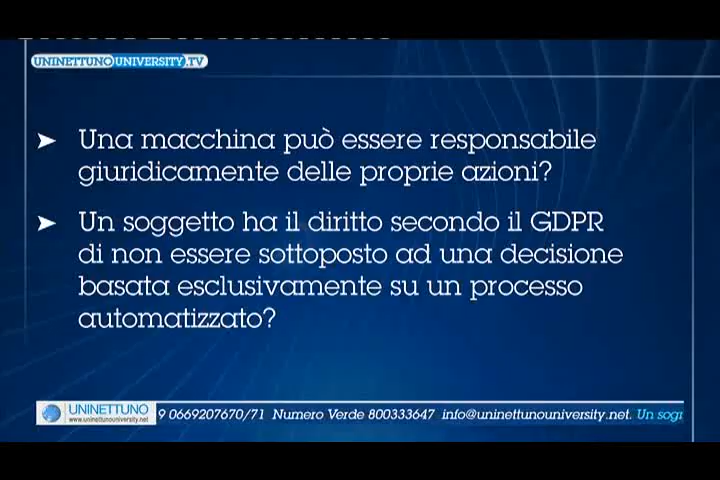 UNINETTUNOUNIVERSITY.TV
➤ Una macchina può essere responsabile
giuridicamente delle proprie azioni?
➤ Un soggetto ha il diritto secondo il GDPR
di non essere sottoposto ad una decisione
basata esclusivamente su un processo
automatizzato?
UNINETTUNO
www.uninettunouniversity.net
9 0669207670/71 Numero Verde 800333647 info@uninettunouniversity.net. Un sogr